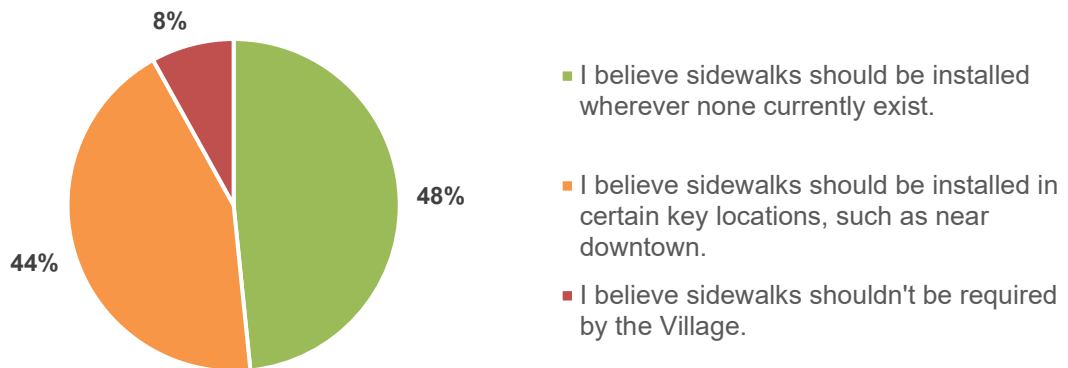 8%
48%
44%
I believe sidewalks should be installed
wherever none currently exist.
I believe sidewalks should be installed in
certain key locations, such as near
downtown.
I believe sidewalks shouldn't be required
by the Village.